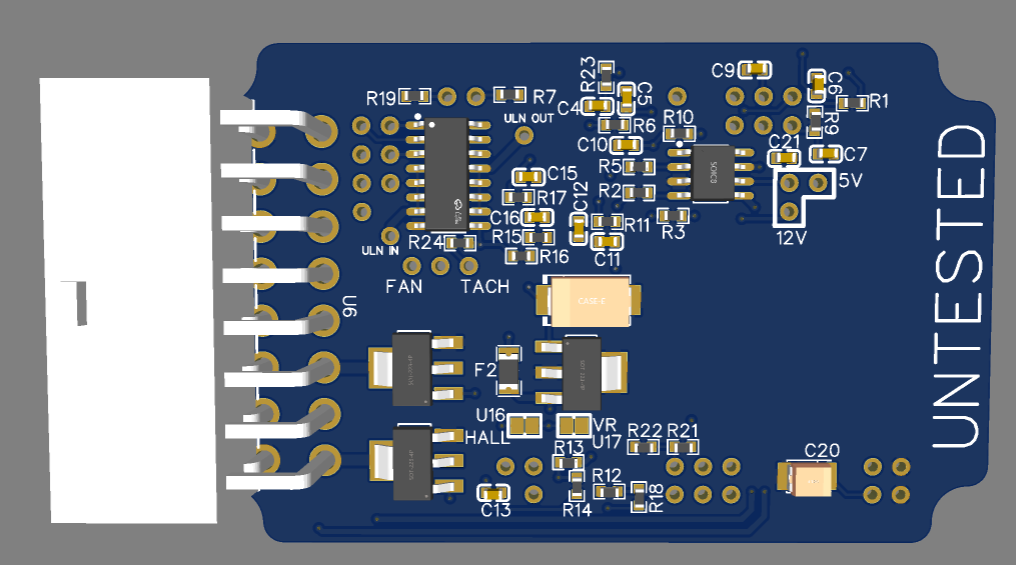 R23
C9
C6
R19
R7
C4
C5
R1
ULN OUT
R6
R10
R9
C10
C21
C7
R5
SOIC8
C15
5V
R17
R2
C12
C16
R11
R3
12V
R15
R24
ULN IN
R16
C11
FAN
TACH
CASE-E
U6
UNTESTED
F2
U16
HALL
VR
U17
R22
R21
R13
C20
R12
R18
C13
R14